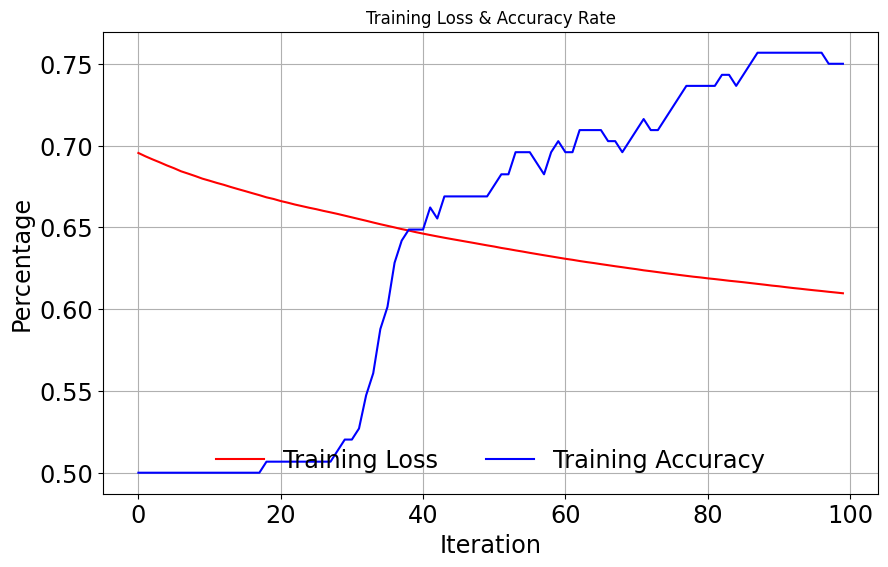 Training Loss & Accuracy Rate
0.75
0.70
0.65
0.60
0.55
0.50
Percentage
Training Loss
Training Accuracy
0 20 40 60 80 100
Iteration